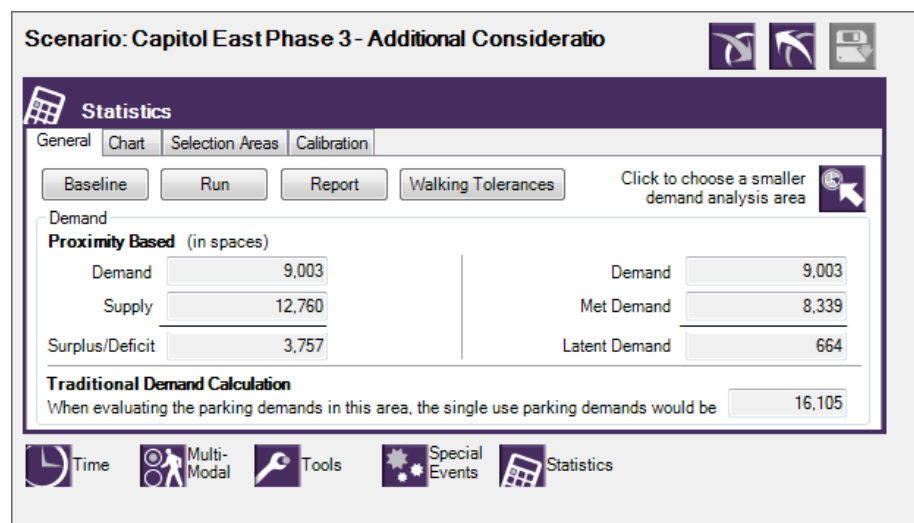 Scenario: Capitol East Phase 3 - Additional Consideratio
Statistics
General Chart Selection Areas Calibration
Baseline Run Report Walking Tolerances
Click to choose a smaller
demand analysis area
Demand
Proximity Based (in spaces)
Demand 9,003
Supply 12,760
Surplus/Deficit 3,757
Demand 9,003
Met Demand 8,339
Latent Demand 664
Traditional Demand Calculation
When evaluating the parking demands in this area, the single use parking demands would be 16,105
Time
Multi-
Modal
Tools
Special
Events
Statistics